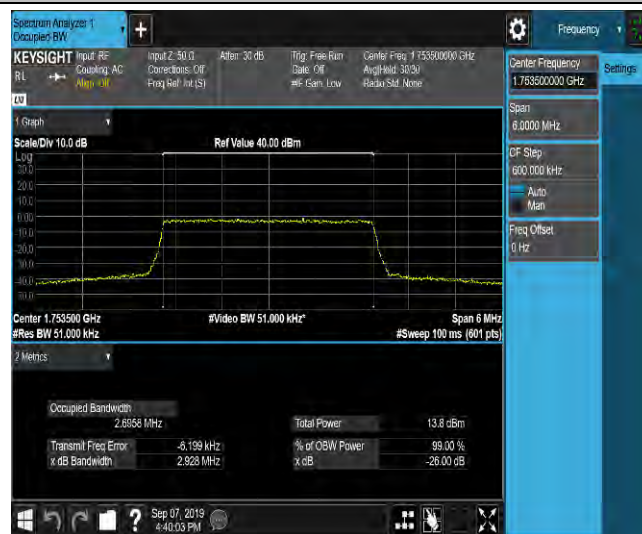 Spectrum Analyzer 1
Occupied BW
+
Frequency
KEYSIGHT
Input: RF
Coupling: AC
Align: Off
Input Z: 50 Ω
Corrections: Off
Freq Ref: Int (S)
Atten: 30 dB
Trig: Free Run
Gate: Off
#IF Gain: Low
Center Freq: 1.753500000 GHz
Avg|Hold: 30/30
Radio Std: None
RL
LXI
1 Graph
Scale/Div 10.0 dB
Ref Value 40.00 dBm
Log
30.0
20.0
10.0
0.00
-10.0
-20.0
-30.0
-40.0
-50.0
Center 1.753500 GHz
#Video BW 51.000 kHz*
Span 6 MHz
#Res BW 51.000 kHz
#Sweep 100 ms (601 pts)
2 Metrics
Occupied Bandwidth
2.6958 MHz
Total Power
13.8 dBm
Transmit Freq Error
-6.199 kHz
% of OBW Power
99.00 %
x dB Bandwidth
2.928 MHz
x dB
-26.00 dB
Center Frequency
1.753500000 GHz
Settings
Span
6.0000 MHz
CF Step
600.000 kHz
Auto
Man
Freq Offset
0 Hz
?
Sep 07, 2019
4:40:03 PM